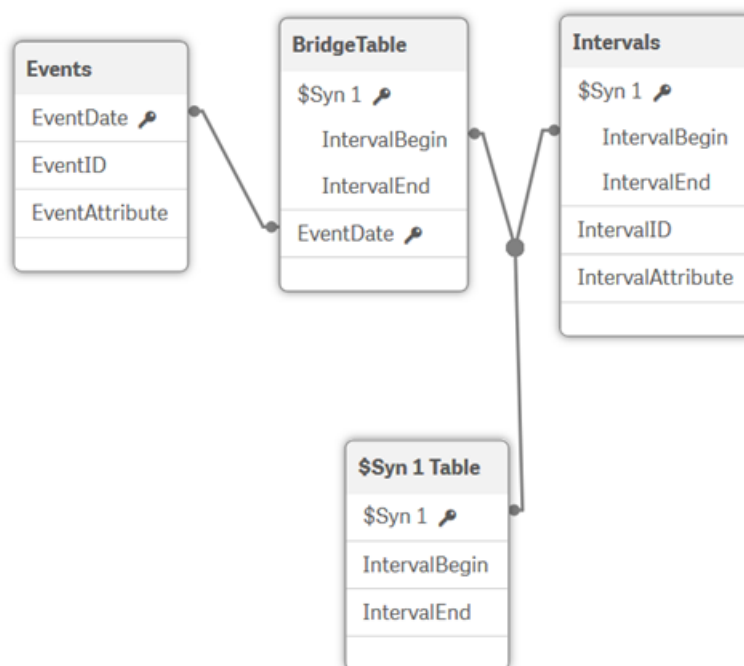 Events
EventDate
EventID
EventAttribute
BridgeTable
$Syn 1
IntervalBegin
IntervalEnd
EventDate
Intervals
$Syn 1
IntervalBegin
IntervalEnd
IntervalID
IntervalAttribute
$Syn 1 Table
$Syn 1
IntervalBegin
IntervalEnd